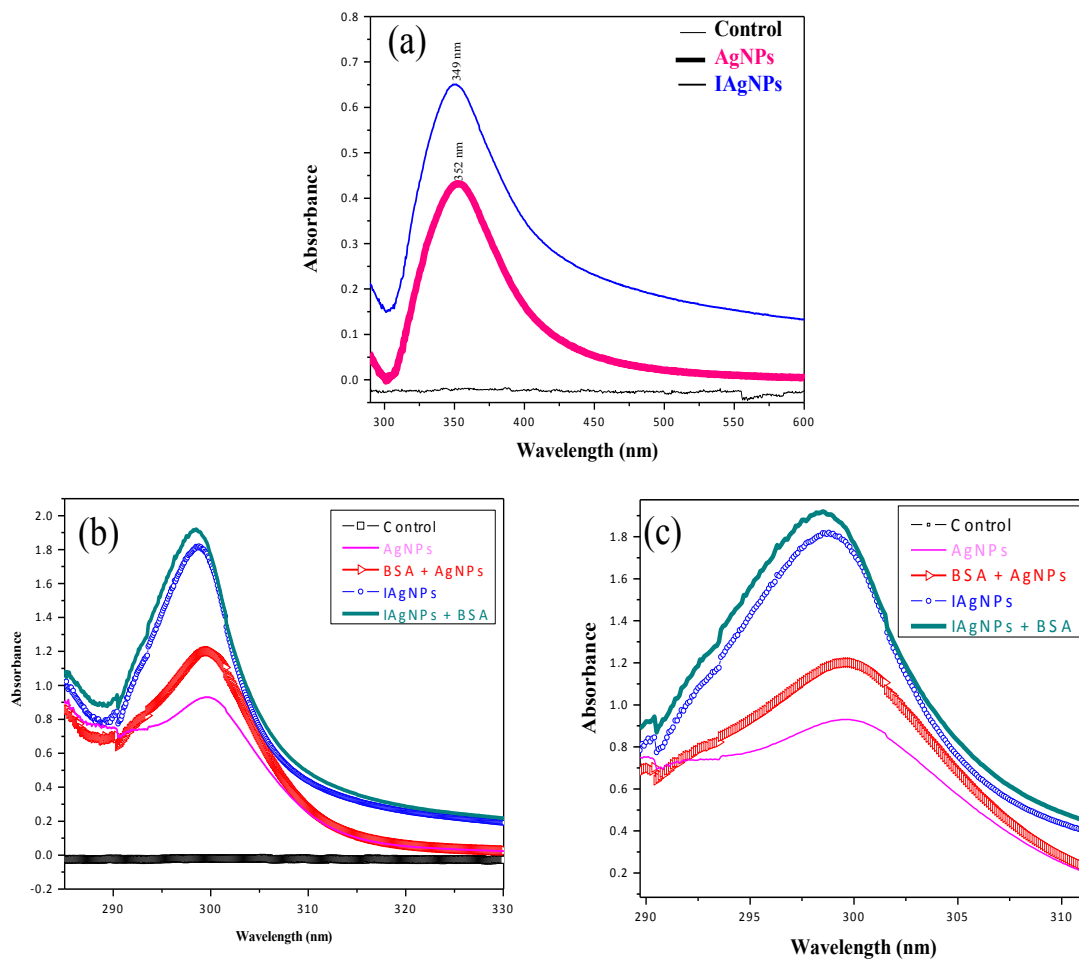 (a)
Control
AgNPs
IAgNPs
349 nm
352 nm
0.8
0.7
0.6
0.5
0.4
0.3
0.2
0.1
0.0
Absorbance
300 350 400 450 500 550 600
Wavelength (nm)
(b)
Control
AgNPs
BSA + AgNPs
IAgNPs
IAgNPs + BSA
2.0
1.8
1.6
1.4
1.2
1.0
0.8
0.6
0.4
0.2
0.0
-0.2
Absorbance
290 300 310 320 330
Wavelength (nm)
(c)
Control
AgNPs
BSA + AgNPs
IAgNPs
IAgNPs + BSA
1.8
1.6
1.4
1.2
1.0
0.8
0.6
0.4
0.2
Absorbance
290 295 300 305 310
Wavelength (nm)